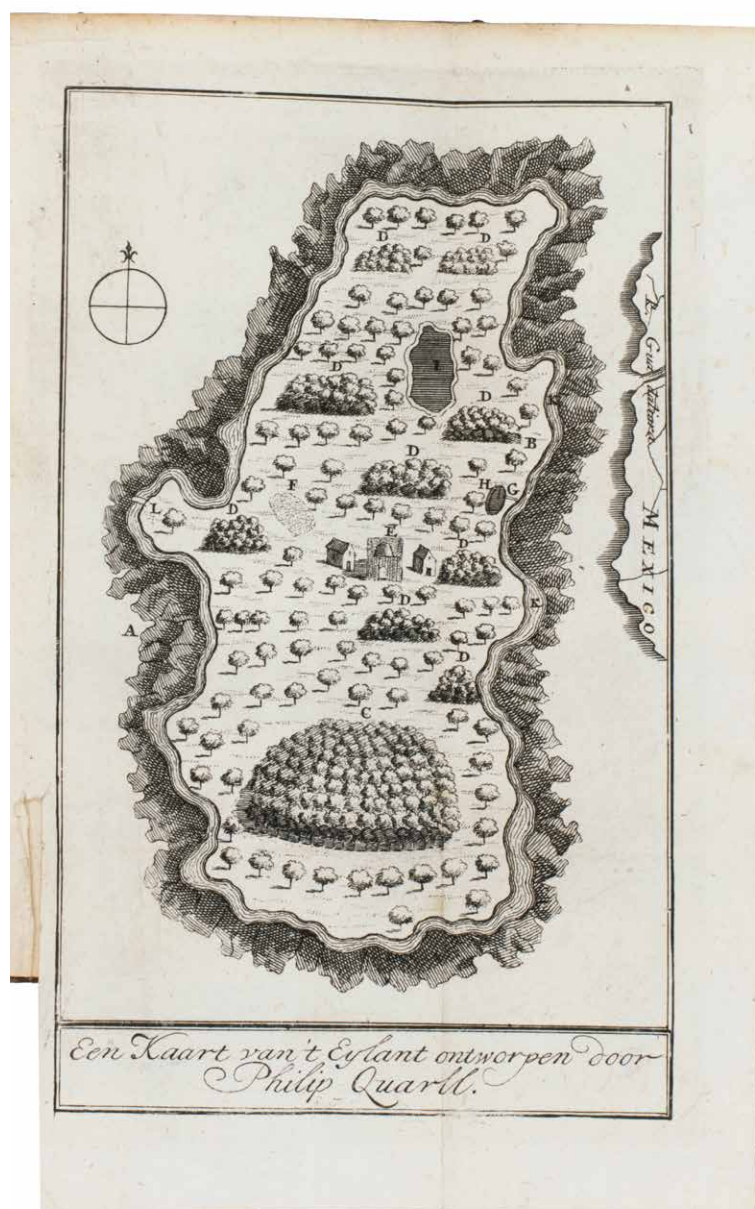 D D
I
D
D
K
B
D
H G
F
L
D
E
D
D
K
A
D
C
MEXICO
Een Kaart van't Eylant ontworpen door
Philip Quarll.